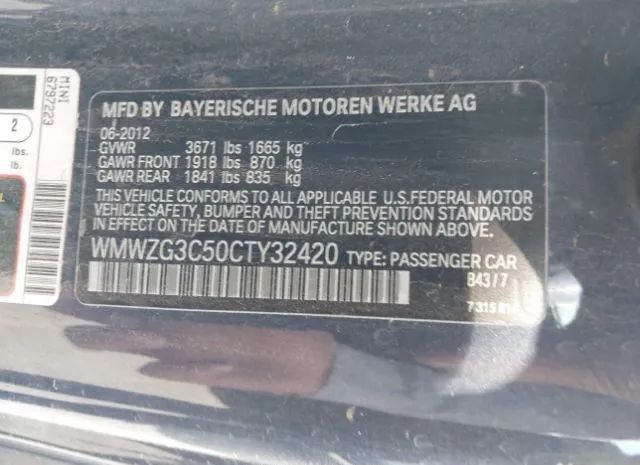 MINI
6797223
2
lbs.
lb.
MFD BY BAYERISCHE MOTOREN WERKE AG
06-2012
GVWR 3671 lbs 1665 kg
GAWR FRONT 1918 lbs 870 kg
GAWR REAR 1841 lbs 835 kg
THIS VEHICLE CONFORMS TO ALL APPLICABLE U.S.FEDERAL MOTOR
VEHICLE SAFETY, BUMPER AND THEFT PREVENTION STANDARDS
IN EFFECT ON THE DATE OF MANUFACTURE SHOWN ABOVE.
WMWZG3C50CTY32420 TYPE: PASSENGER CAR
B43/7